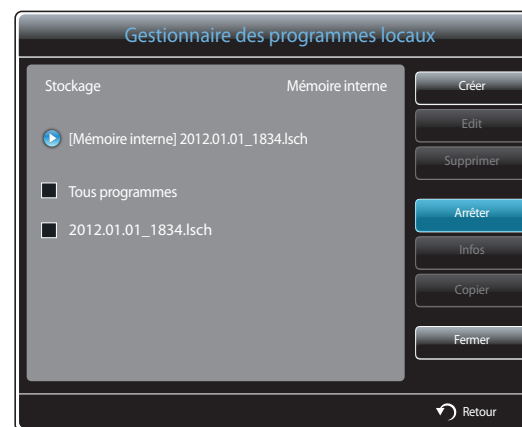 Gestionnaire des programmes locaux
Stockage Mémoire interne
[Mémoire interne] 2012.01.01_1834.lsch
Tous programmes
2012.01.01_1834.lsch
Créer
Edit
Supprimer
Arrêter
Infos
Copier
Fermer
Retour